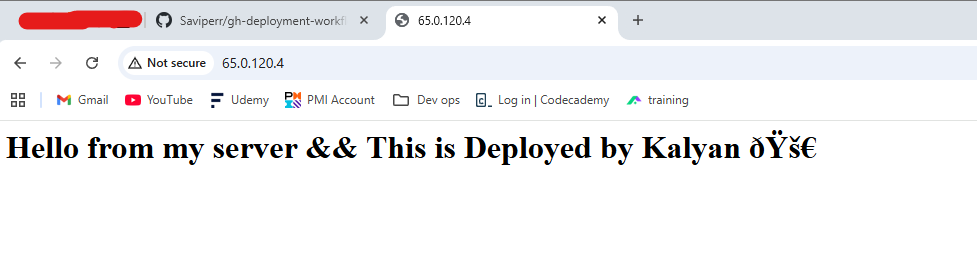 Saviperr/gh-deployment-workfl
65.0.120.4
Not secure 65.0.120.4
Gmail YouTube Udemy PMI Account Dev ops Log in | Codecademy training
Hello from my server && This is Deployed by Kalyan ðŸš€